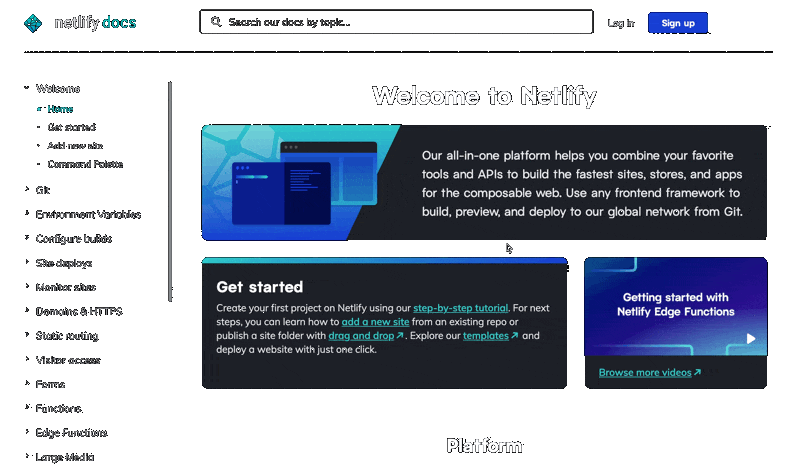 netlify docs
Search our docs by topic...
Log in
Sign up
Welcome
Home
Get started
Add new site
Command Palette
Git
Environment Variables
Configure builds
Site deploys
Monitor sites
Domains & HTTPS
Static routing
Visitor access
Forms
Functions
Edge Functions
Large Media
Welcome to Netlify
Our all-in-one platform helps you combine your favorite
tools and APIs to build the fastest sites, stores, and apps
for the composable web. Use any frontend framework to
build, preview, and deploy to our global network from Git.
Get started
Create your first project on Netlify using our step-by-step tutorial. For next
steps, you can learn how to add a new site from an existing repo or
publish a site folder with drag and drop. Explore our templates and
deploy a website with just one click.
Getting started with
Netlify Edge Functions
Browse more videos
Platform